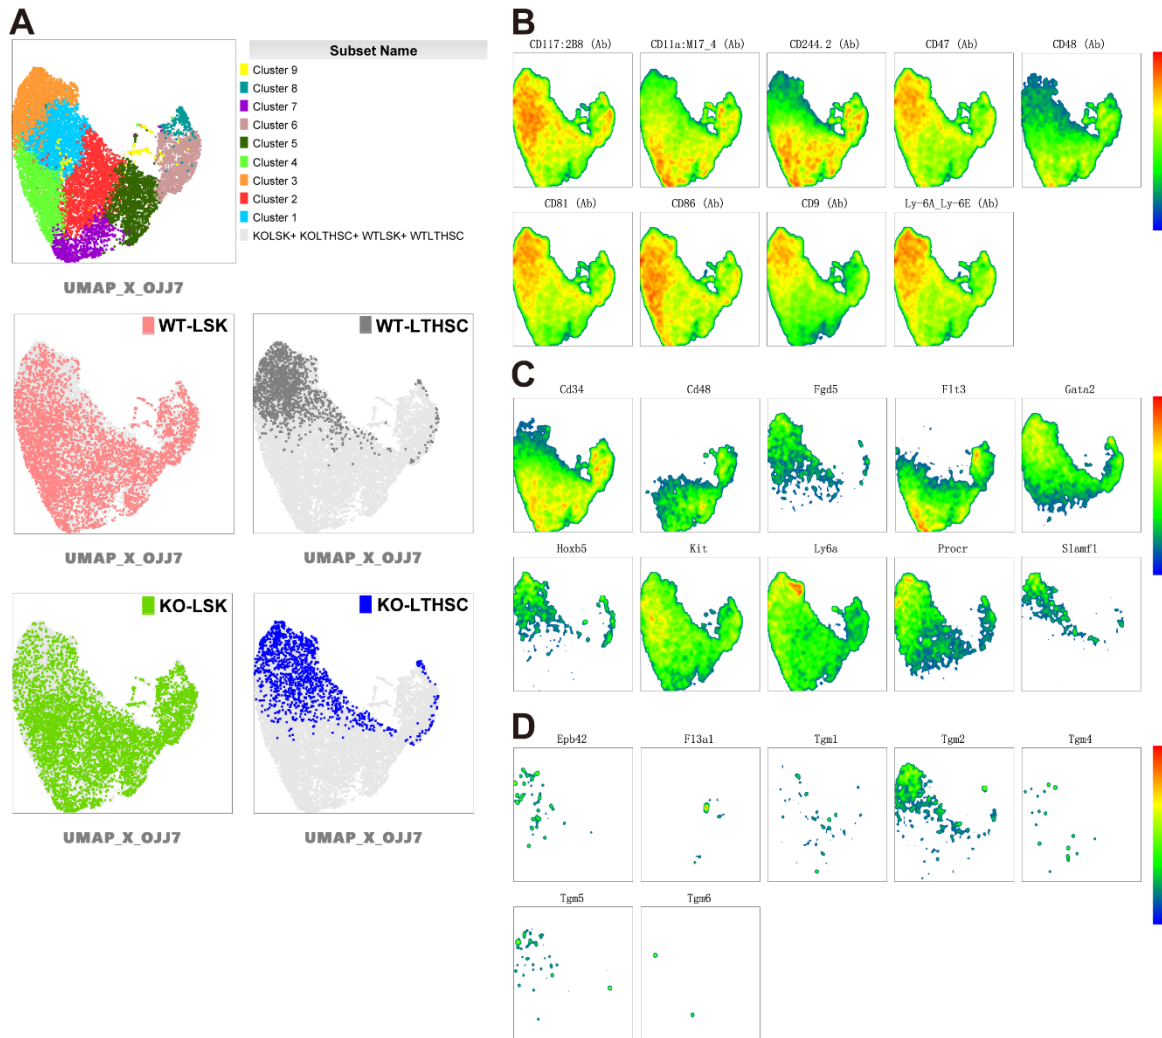 A
Subset Name
Cluster 9
Cluster 8
Cluster 7
Cluster 6
Cluster 5
Cluster 4
Cluster 3
Cluster 2
Cluster 1
KOLSK+ KOLTHSC+ WTLSK+ WTLTHSC
UMAP_X_OJJ7
WT-LSK
WT-LTHSC
UMAP_X_OJJ7
UMAP_X_OJJ7
KO-LSK
KO-LTHSC
UMAP_X_OJJ7
UMAP_X_OJJ7
B
CD117:2B8 (Ab)
CD11a:M17_4 (Ab)
CD244.2 (Ab)
CD47 (Ab)
CD48 (Ab)
CD81 (Ab)
CD86 (Ab)
CD9 (Ab)
Ly-6A_Ly-6E (Ab)
C
Cd34
Cd48
Fgd5
Flt3
Gata2
Hoxb5
Kit
Ly6a
Procr
Slamf1
D
Epb42
F13a1
Tgm1
Tgm2
Tgm4
Tgm5
Tgm6